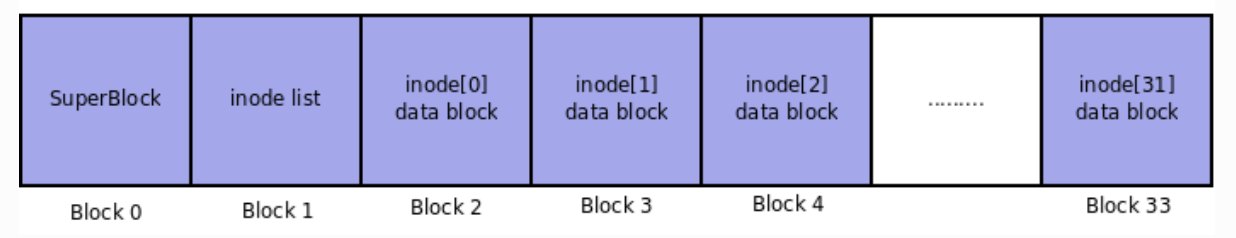 SuperBlock
inode list
inode[0]
data block
inode[1]
data block
inode[2]
data block
.........
inode[31]
data block
Block 0
Block 1
Block 2
Block 3
Block 4
Block 33